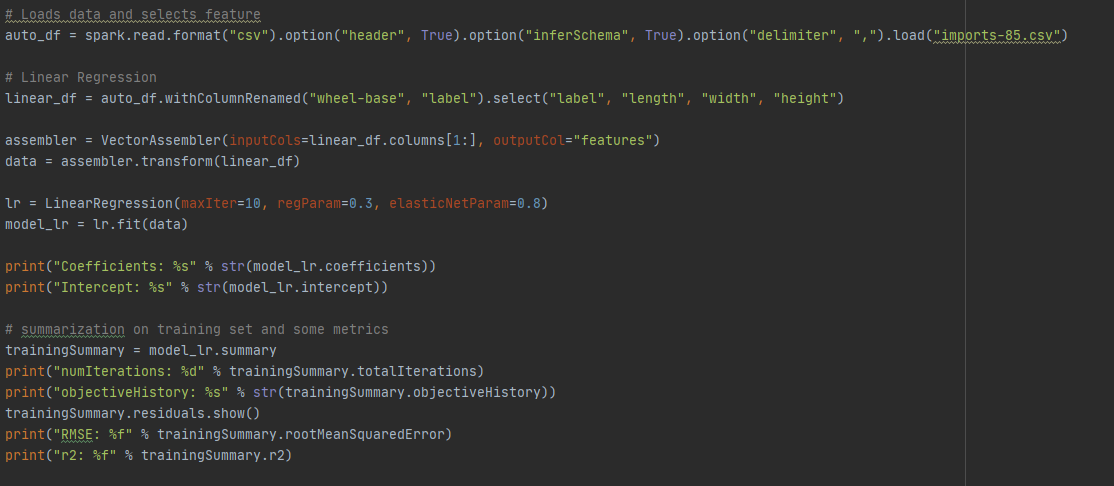 # Loads data and selects feature
auto_df = spark.read.format("csv").option("header", True).option("inferSchema", True).option("delimiter", ",").load("imports-85.csv")
# Linear Regression
linear_df = auto_df.withColumnRenamed("wheel-base", "label").select("label", "length", "width", "height")
assembler = VectorAssembler(inputCols=linear_df.columns[1:], outputCol="features")
data = assembler.transform(linear_df)
lr = LinearRegression(maxIter=10, regParam=0.3, elasticNetParam=0.8)
model_lr = lr.fit(data)
print("Coefficients: %s" % str(model_lr.coefficients))
print("Intercept: %s" % str(model_lr.intercept))
# summarization on training set and some metrics
trainingSummary = model_lr.summary
print("numIterations: %d" % trainingSummary.totalIterations)
print("objectiveHistory: %s" % str(trainingSummary.objectiveHistory))
trainingSummary.residuals.show()
print("RMSE: %f" % trainingSummary.rootMeanSquaredError)
print("r2: %f" % trainingSummary.r2)